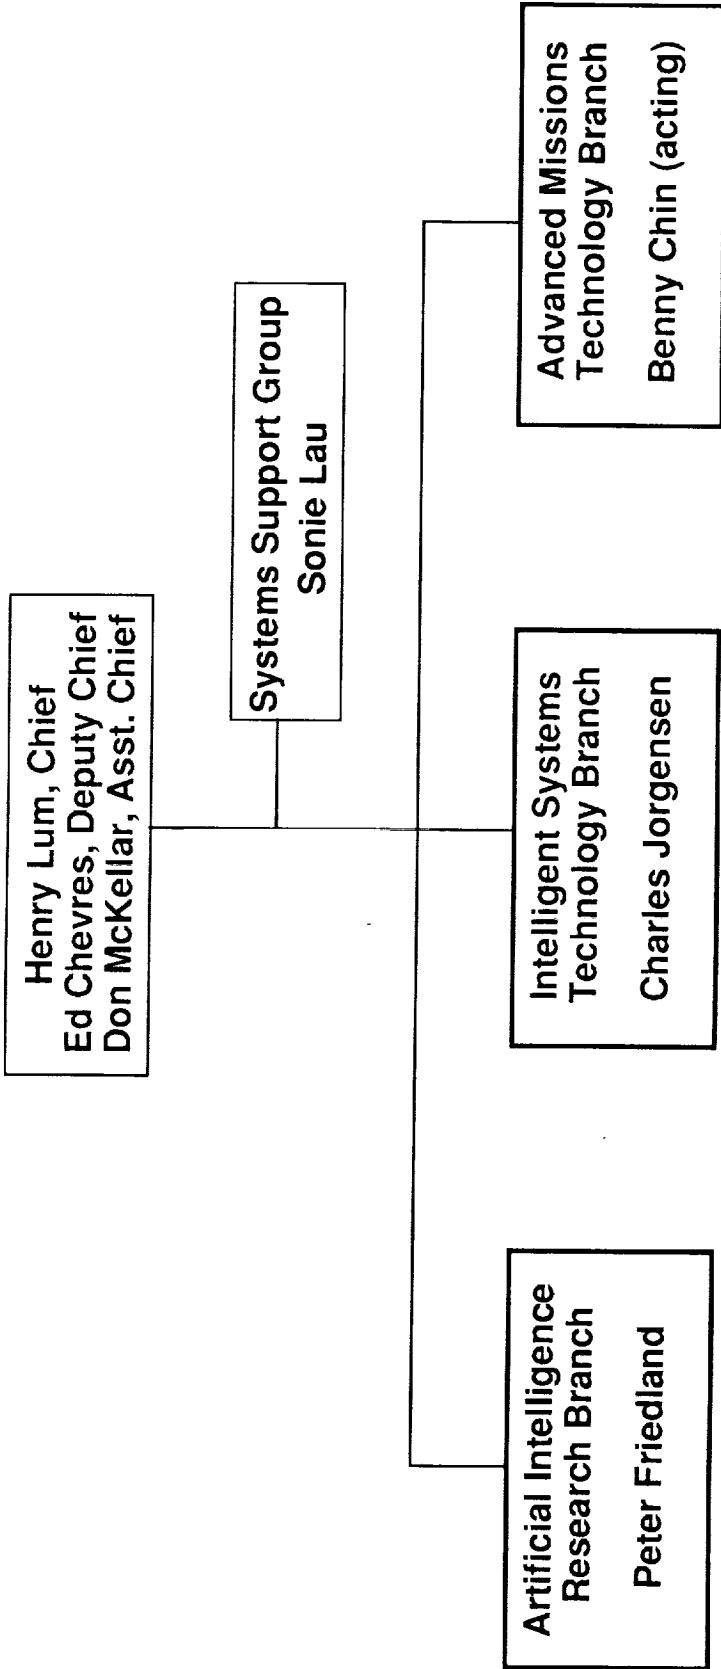 Henry Lum, Chief
Ed Chevres, Deputy Chief
Don McKellar, Asst. Chief
Systems Support Group
Sonie Lau
Artificial Intelligence
Research Branch
Peter Friedland
Intelligent Systems
Technology Branch
Charles Jorgensen
Advanced Missions
Technology Branch
Benny Chin (acting)